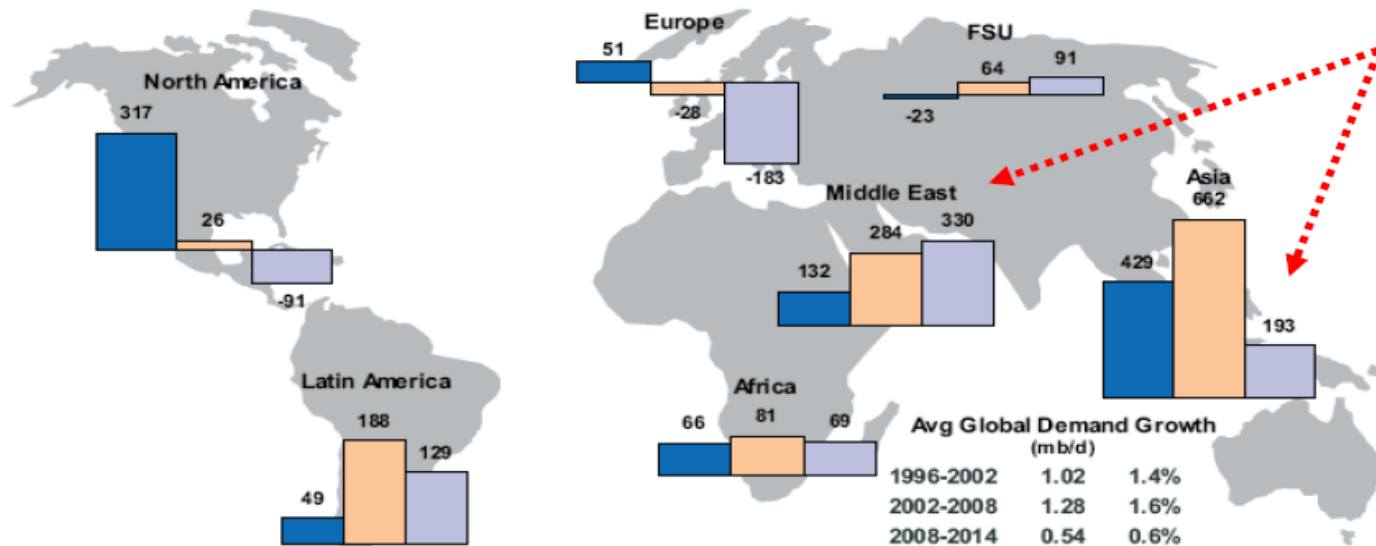 North America
317
26
-91
Latin America
49
188
129
Europe
51
-28
-183
FSU
-23
64
91
Middle East
132
284
330
Asia
429
662
193
Africa
66
81
69
Avg Global Demand Growth
(mb/d)
1996-2002 1.02 1.4%
2002-2008 1.28 1.6%
2008-2014 0.54 0.6%